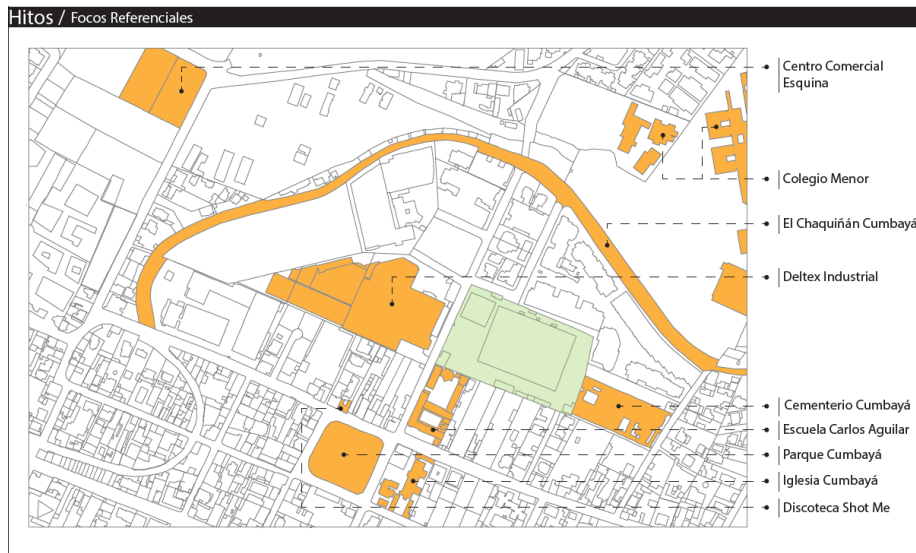 Hitos / Focos Referenciales
Centro Comercial
Esquina
Colegio Menor
El Chaquiñán Cumbayá
Deltex Industrial
Cementerio Cumbayá
Escuela Carlos Aguilar
Parque Cumbayá
Iglesia Cumbayá
Discoteca Shot Me